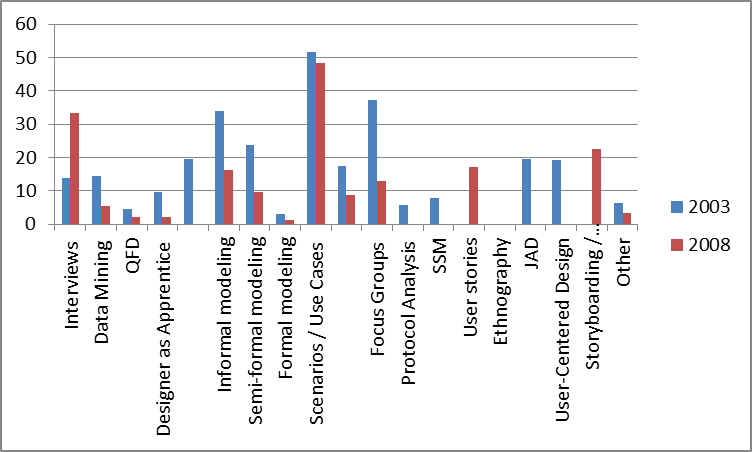 60
50
40
30
20
10
0
Interviews
Data Mining
QFD
Designer as Apprentice
Informal modeling
Semi-formal modeling
Formal modeling
Scenarios / Use Cases
Focus Groups
Protocol Analysis
SSM
User stories
Ethnography
JAD
User-Centered Design
Storyboarding /...
Other
2003
2008